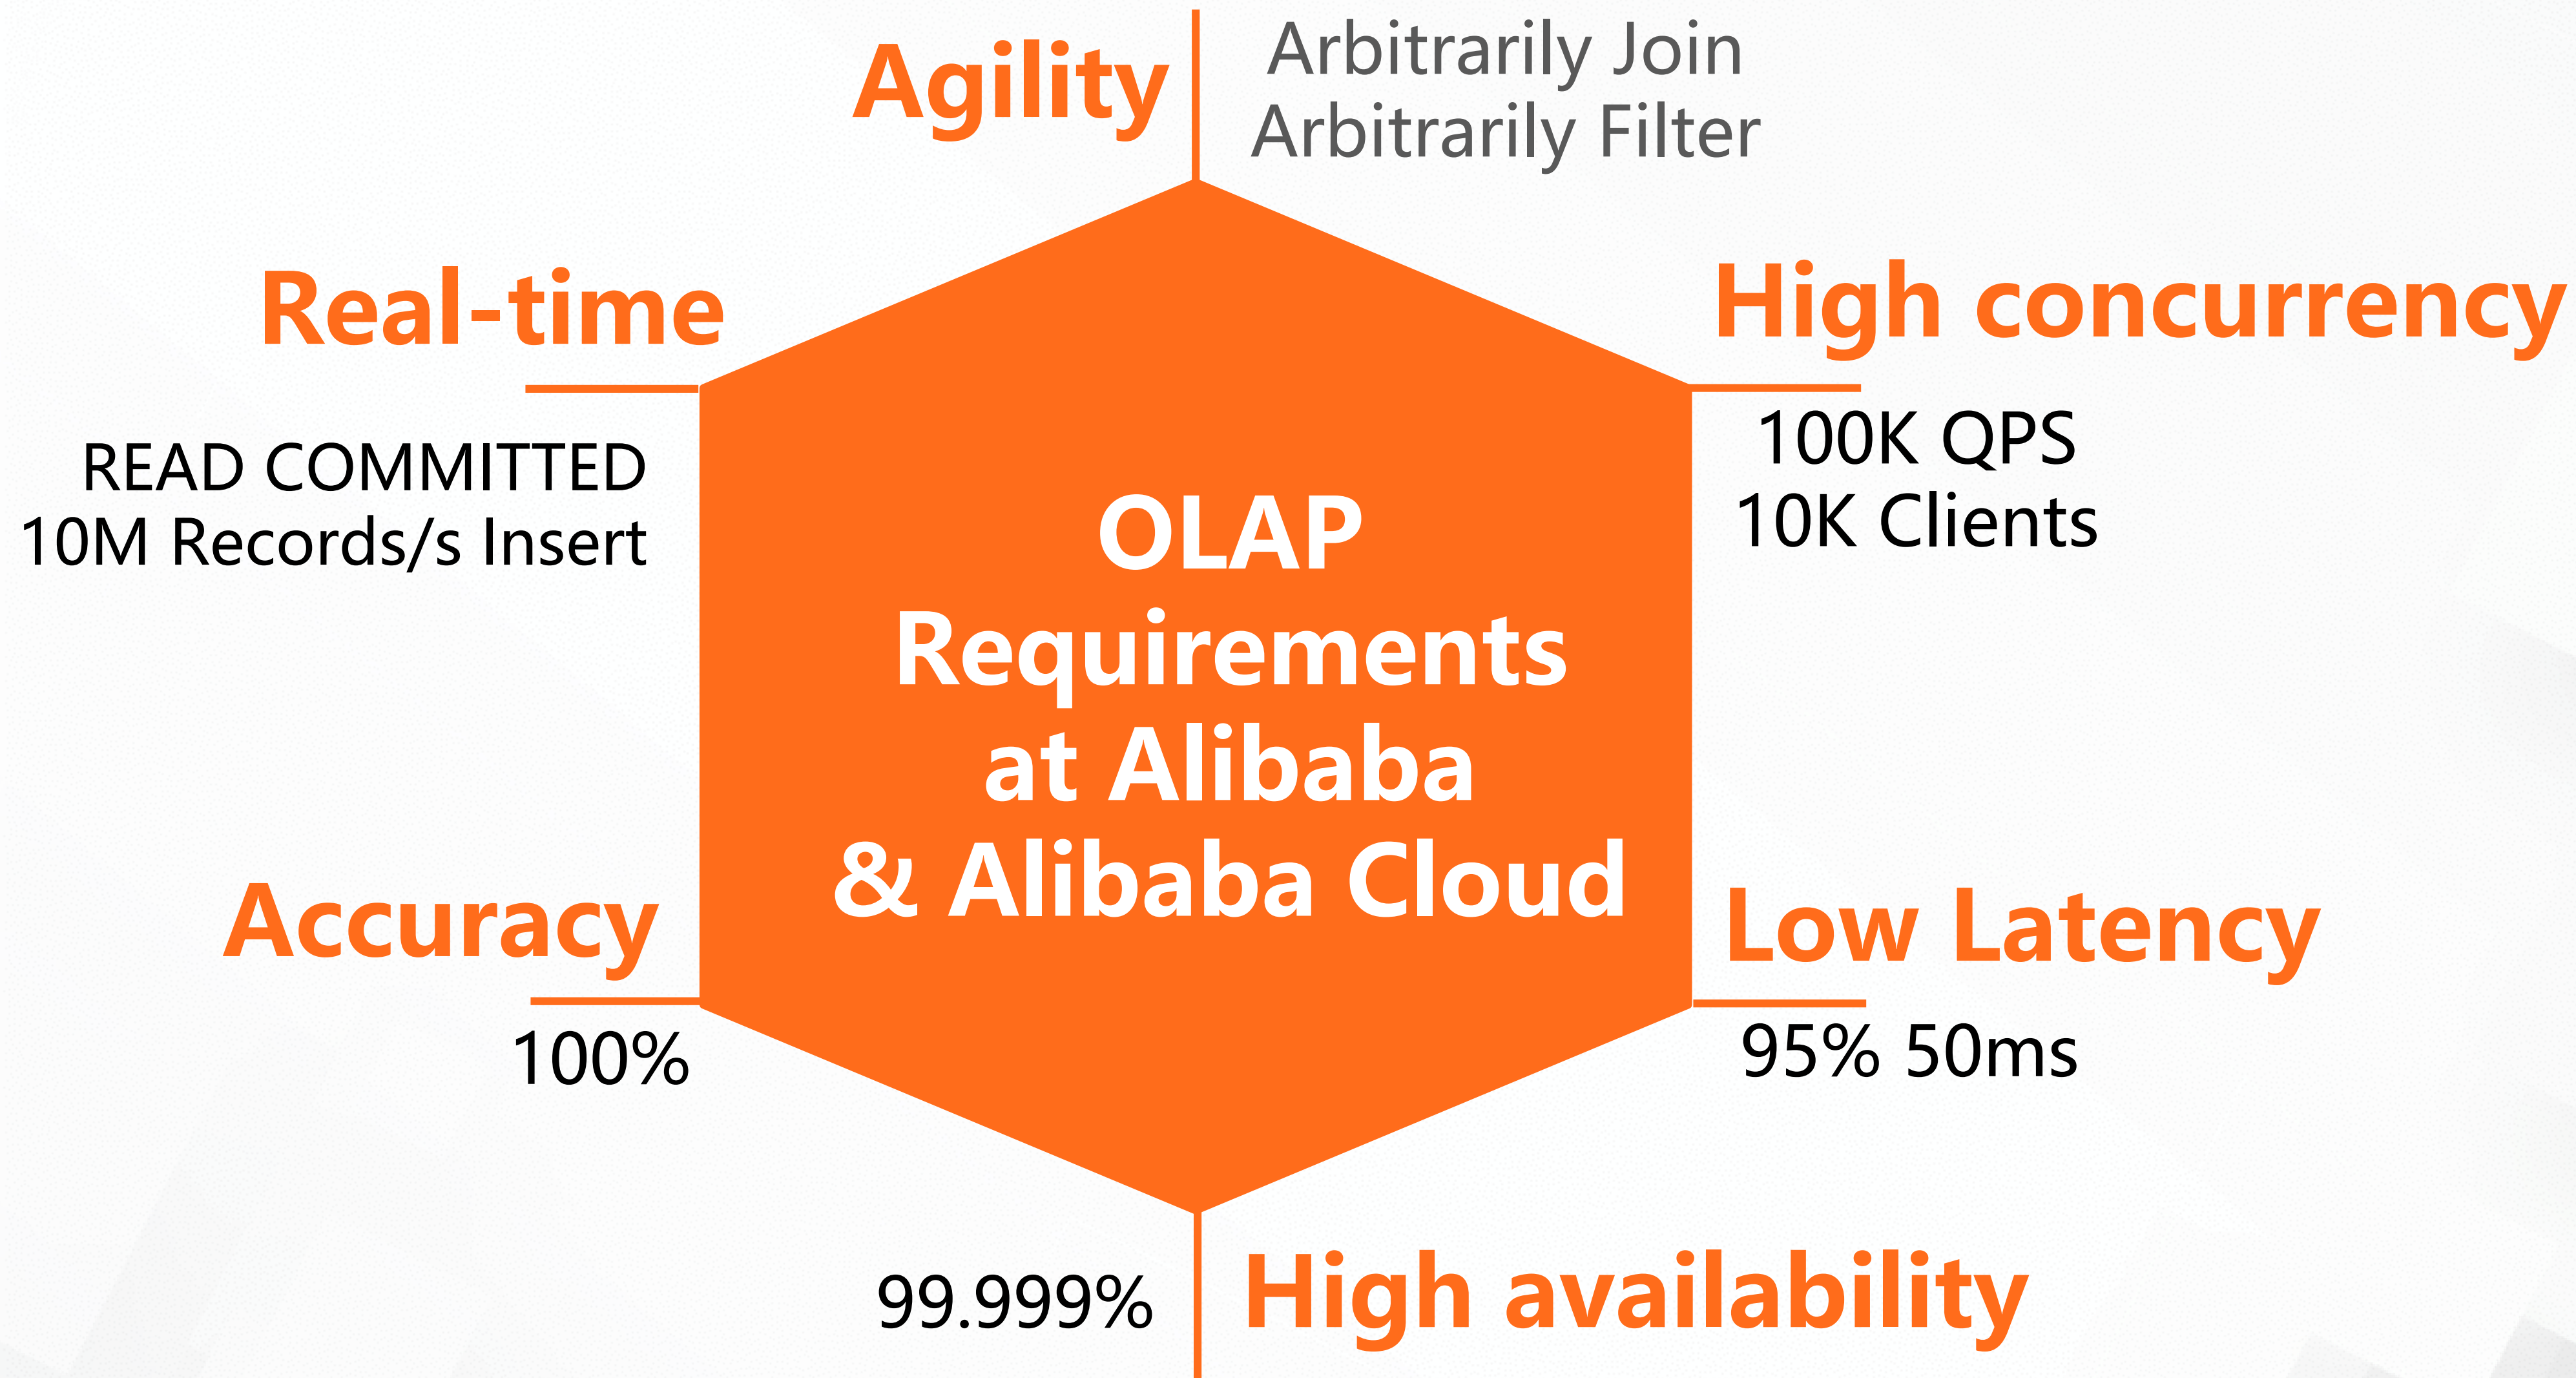 Agility
Arbitrarily Join
Arbitrarily Filter
Real-time
READ COMMITTED
10M Records/s Insert
High concurrency
100K QPS
10K Clients
OLAP
Requirements
at Alibaba
& Alibaba Cloud
Accuracy
100%
Low Latency
95% 50ms
99.999%
High availability